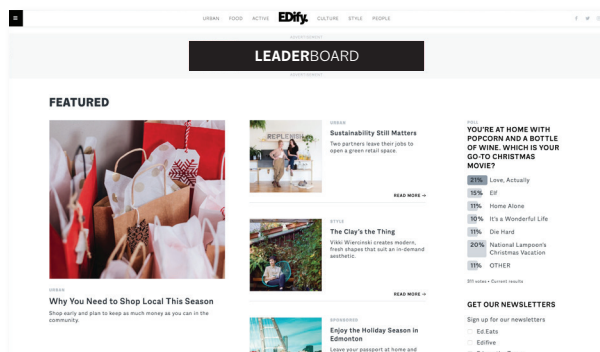 URBAN FOOD ACTIVE EDify. CULTURE STYLE PEOPLE
ADVERTISEMENT
LEADERBOARD
ADVERTISEMENT
FEATURED
URBAN
Why You Need to Shop Local This Season
Shop early and plan to keep as much money as you can in the
community.
REPLENISH
URBAN
Sustainability Still Matters
Two partners leave their jobs to
open a green retail space.
READ MORE →
STYLE
The Clay's the Thing
Vikki Wiercinski creates modern,
fresh shapes that suit an in-demand
aesthetic.
READ MORE →
SPONSORED
Enjoy the Holiday Season in
Edmonton
Leave your passport at home and
POLL
YOU'RE AT HOME WITH
POPCORN AND A BOTTLE
OF WINE. WHICH IS YOUR
GO-TO CHRISTMAS
MOVIE?
21% Love, Actually
15% Elf
11% Home Alone
10% It's a Wonderful Life
11% Die Hard
20% National Lampoon's
Christmas Vacation
11% OTHER
311 votes • Current results
GET OUR NEWSLETTERS
Sign up for our newsletters
Ed.Eats
Edifive